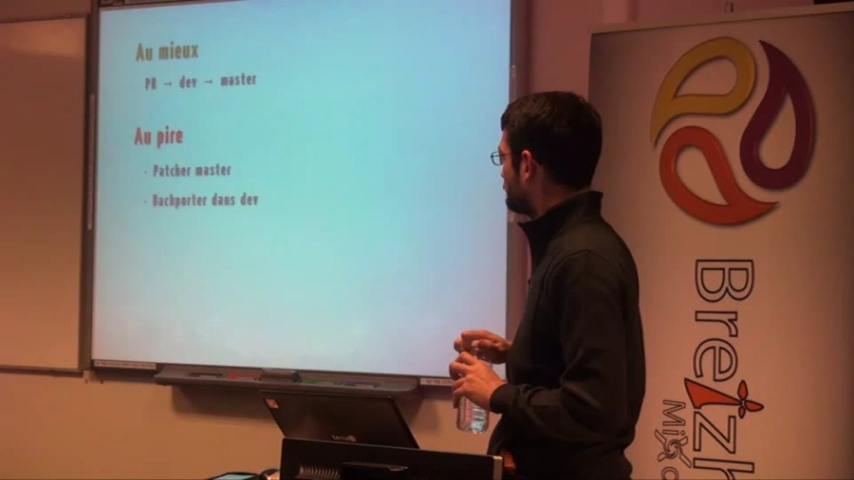 Au mieux
PR → dev → master
Au pire
- Patcher master
- Backporter dans dev
Breizh